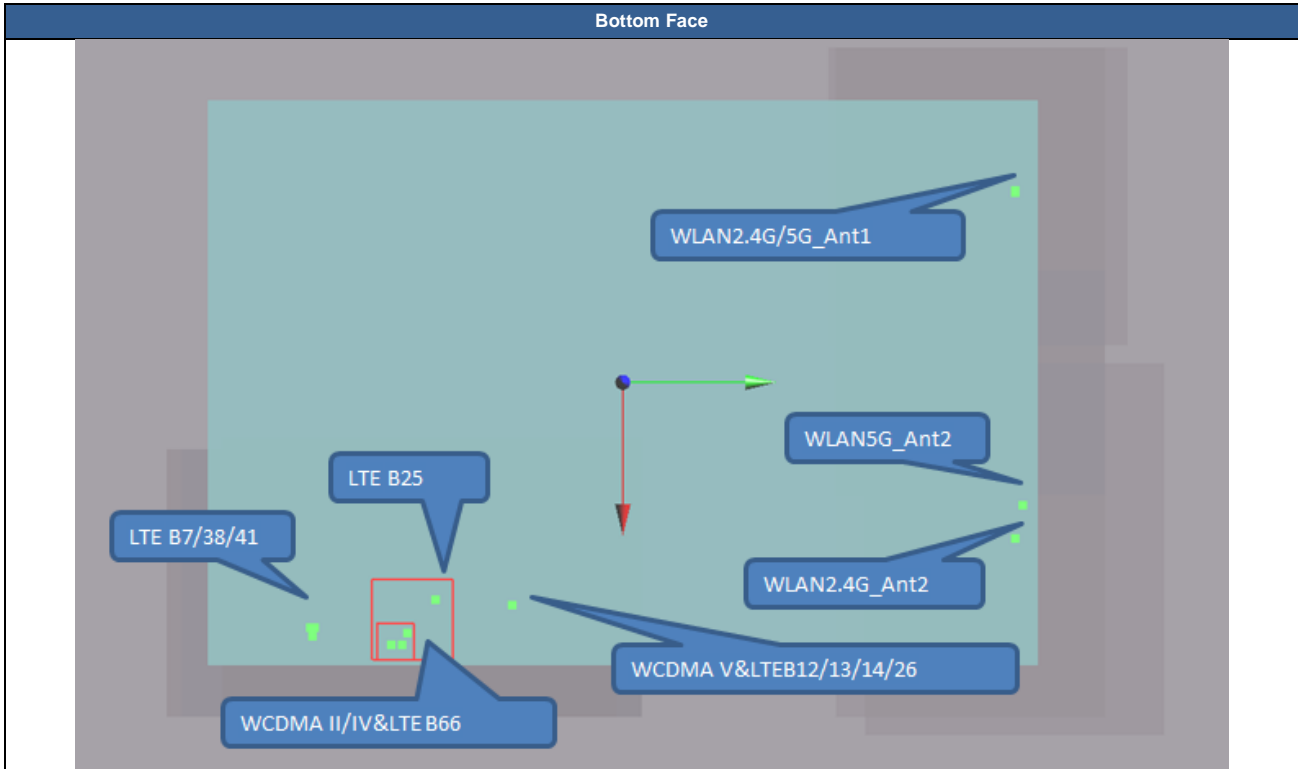 Bottom Face
WLAN2.4G/5G_Ant1
WLAN5G_Ant2
LTE B25
LTE B7/38/41
WLAN2.4G_Ant2
WCDMA V&LTEB12/13/14/26
WCDMA II/IV&LTE B66